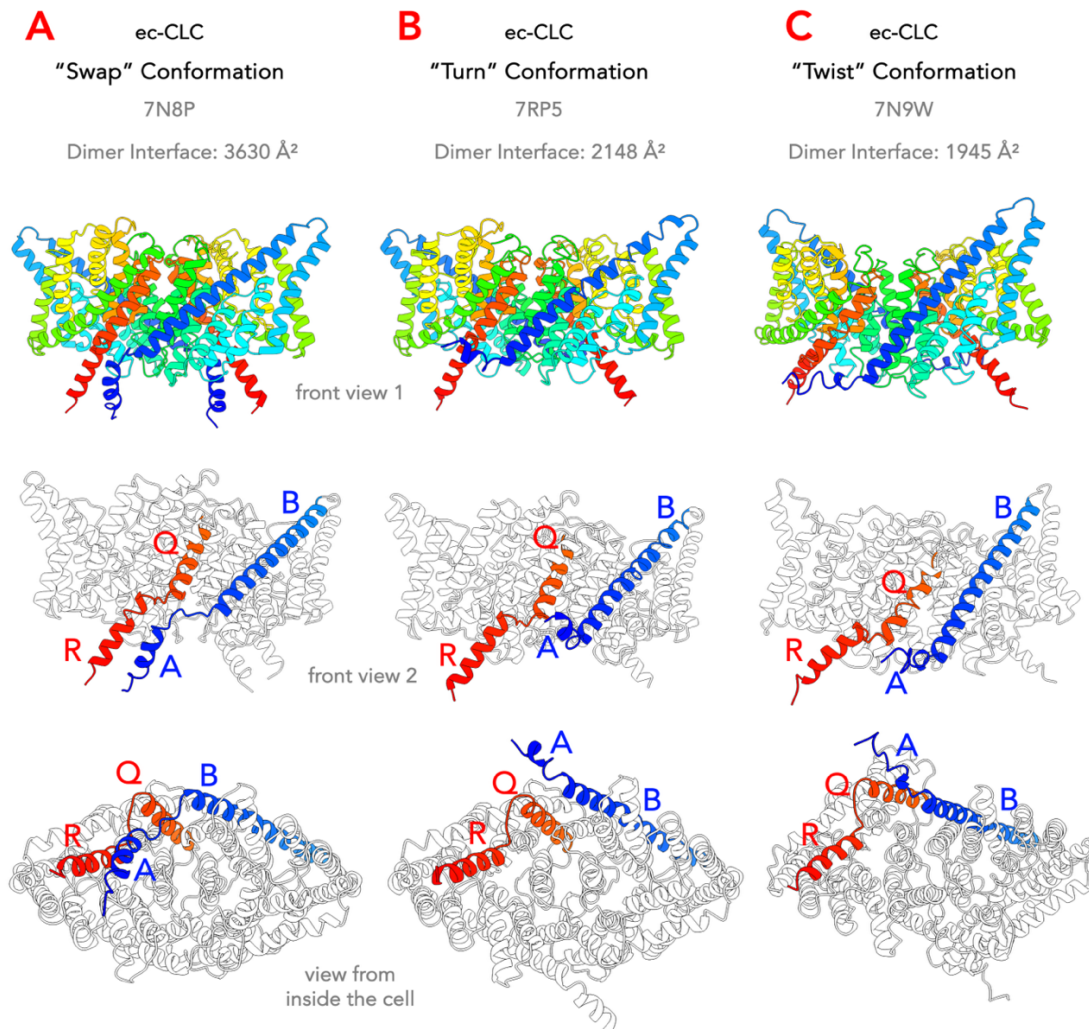 A
ec-CLC
"Swap" Conformation
7N8P
Dimer Interface: 3630 Å²
B
ec-CLC
"Turn" Conformation
7RP5
Dimer Interface: 2148 Å²
C
ec-CLC
"Twist" Conformation
7N9W
Dimer Interface: 1945 Å²
front view 1
Q
B
R
A
Q
B
R
A
Q
B
R
A
front view 2
Q
B
R
A
A
Q
B
R
A
Q
B
R
view from
inside the cell